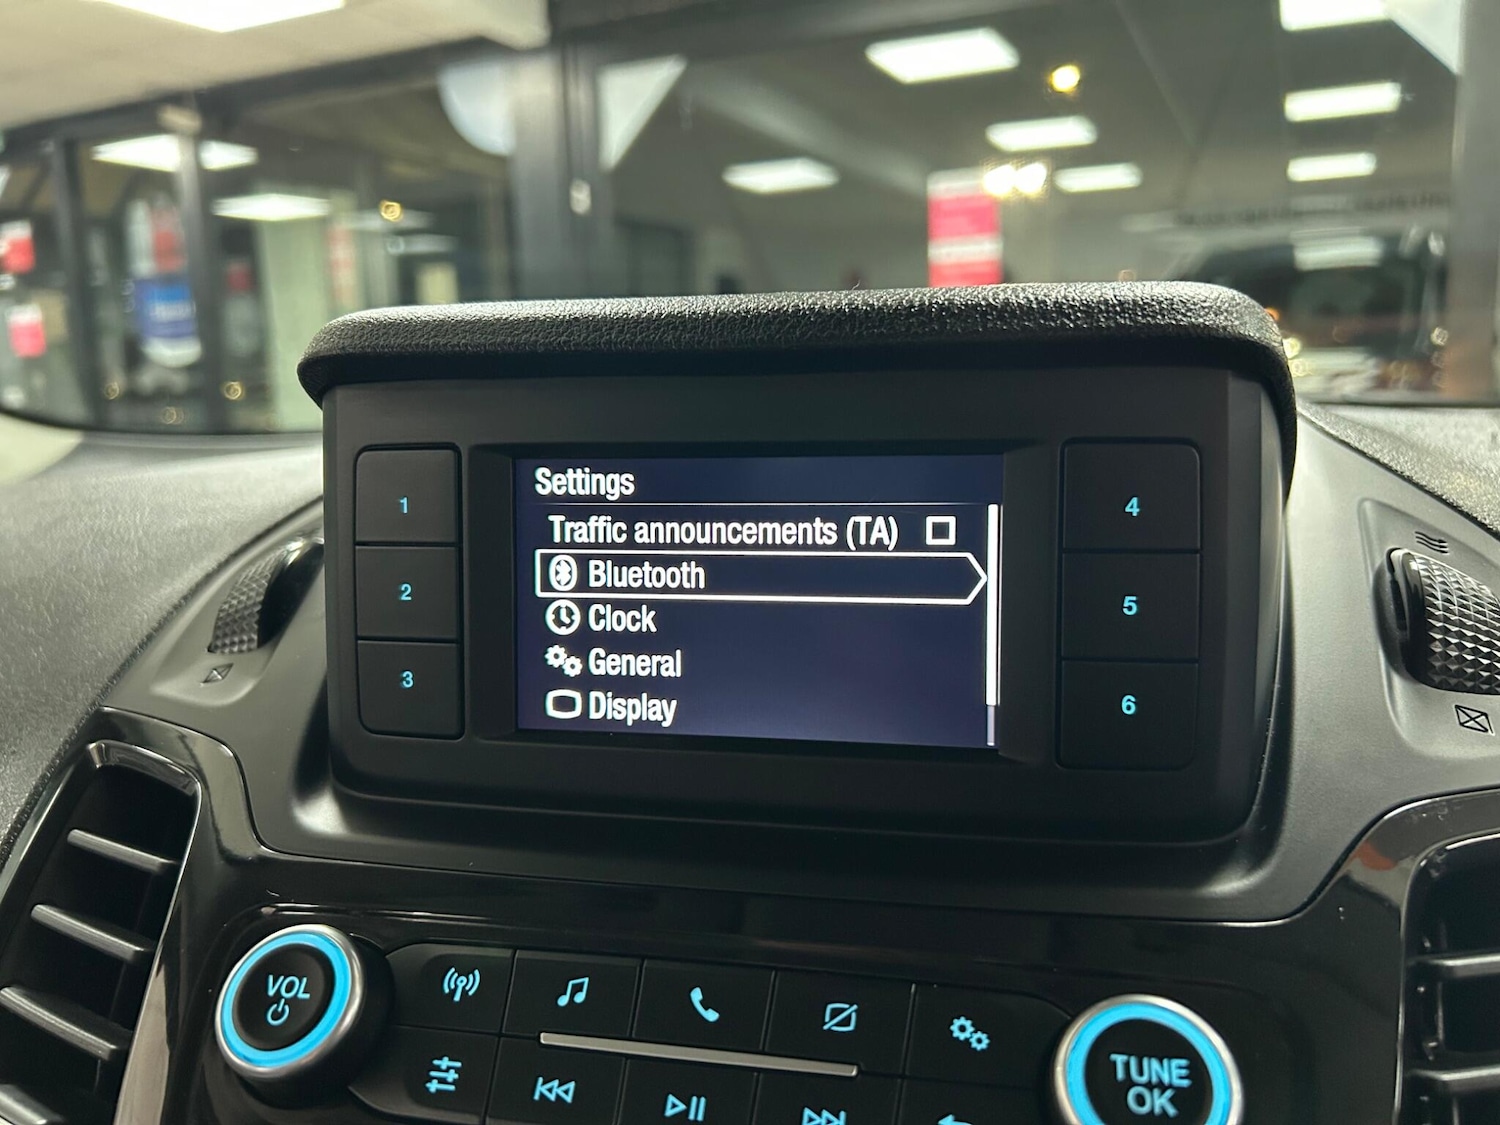 Settings
Traffic announcements (TA)
Bluetooth
Clock
General
Display
1
2
3
4
5
6
VOL
TUNE
OK